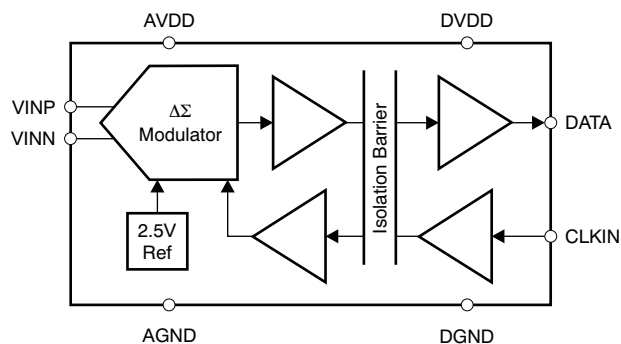 AVDD
DVDD
VINP
VINN
ΔΣ
Modulator
Isolation Barrier
DATA
2.5V
Ref
CLKIN
AGND
DGND